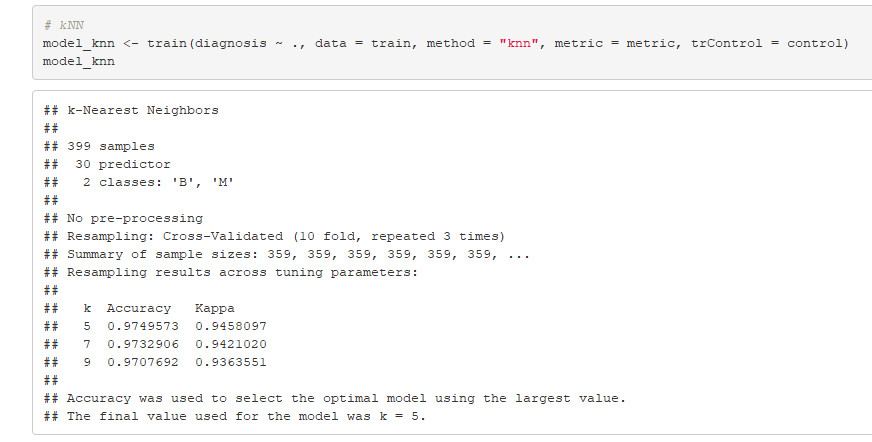 # kNN
model_knn <- train(diagnosis ~ ., data = train, method = "knn", metric = metric, trControl = control)
model_knn
## k-Nearest Neighbors
##
## 399 samples
##  30 predictor
##   2 classes: 'B', 'M'
##
## No pre-processing
## Resampling: Cross-Validated (10 fold, repeated 3 times)
## Summary of sample sizes: 359, 359, 359, 359, 359, 359, ...
## Resampling results across tuning parameters:
##
##   k  Accuracy   Kappa
##   5  0.9749573  0.9458097
##   7  0.9732906  0.9421020
##   9  0.9707692  0.9363551
##
## Accuracy was used to select the optimal model using the largest value.
## The final value used for the model was k = 5.